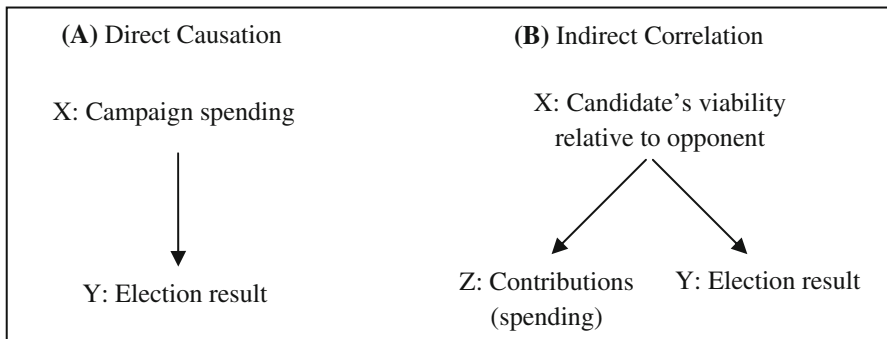 (A) Direct Causation
X: Campaign spending
Y: Election result
(B) Indirect Correlation
X: Candidate’s viability
relative to opponent
Z: Contributions
(spending)
Y: Election result